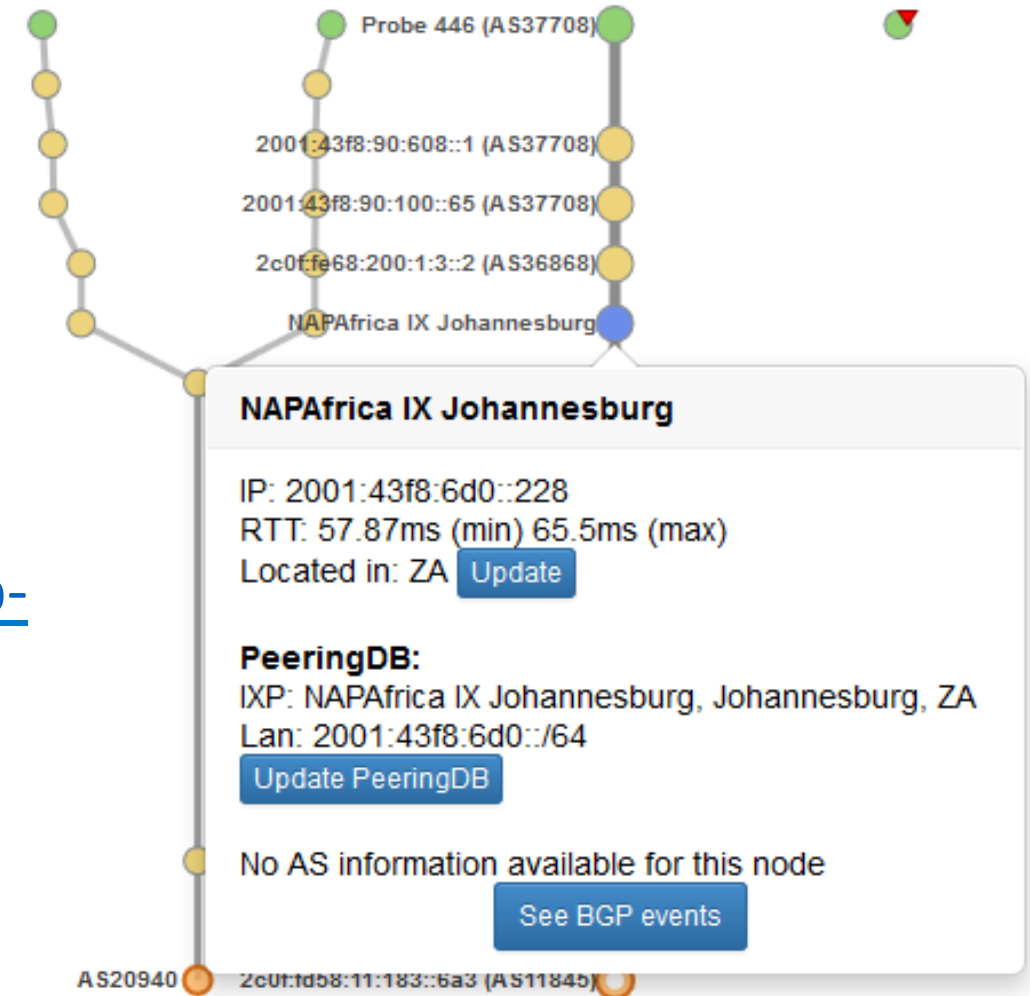 Probe 446 (AS37708)
2001:43f8:90:608::1 (AS37708)
2001:43f8:90:100::65 (AS37708)
2c0f:fe68:200:1:3::2 (AS36868)
NAPAfrica IX Johannesburg
NAPAfrica IX Johannesburg
IP: 2001:43f8:6d0::228
RTT: 57.87ms (min) 65.5ms (max)
Located in: ZA Update
PeeringDB:
IXP: NAPAfrica IX Johannesburg, Johannesburg, ZA
Lan: 2001:43f8:6d0::/64
Update PeeringDB
No AS information available for this node
See BGP events
AS20940 2c0f:fd58:11:183::6a3 (AS11845)